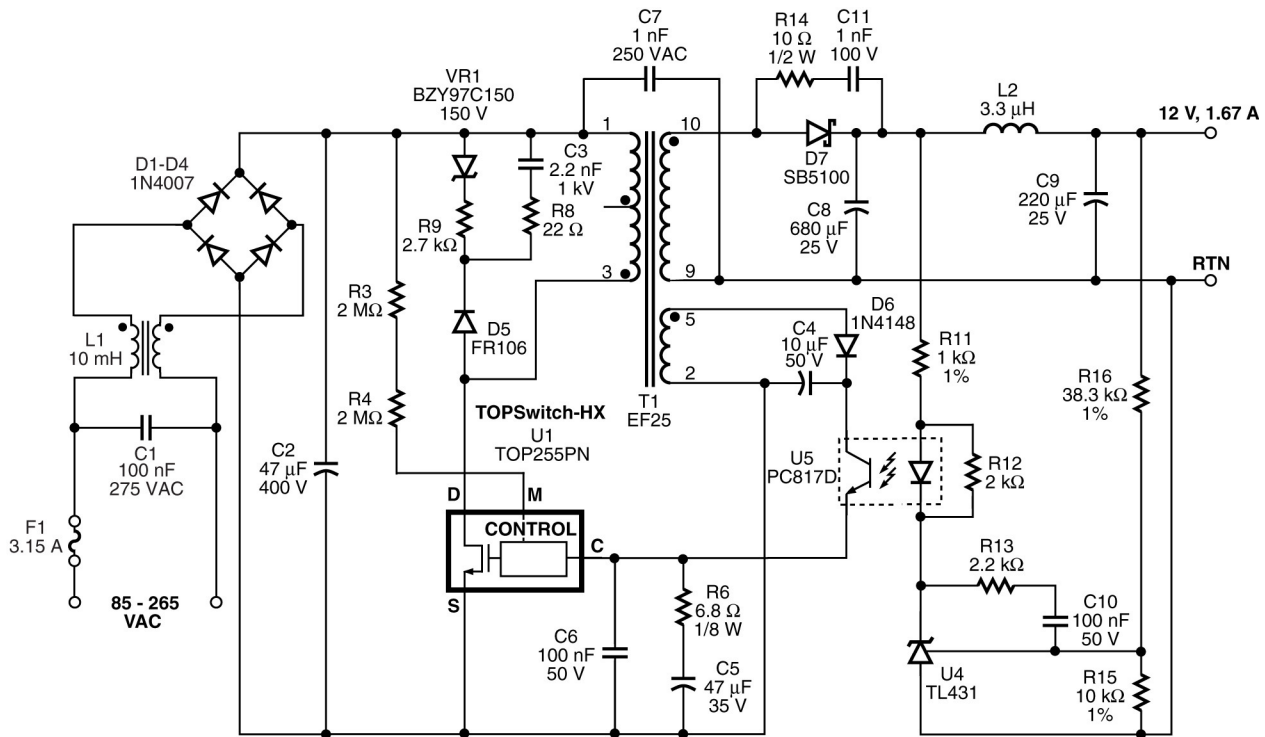 C7
1 nF
250 VAC
R14
10 Ω
1/2 W
C11
1 nF
100 V
VR1
BZY97C150
150 V
L2
3.3 μH
12 V, 1.67 A
1
10
D1-D4
1N4007
C3
2.2 nF
1 kV
D7
SB5100
C9
220 μF
25 V
R9
2.7 kΩ
R8
22 Ω
C8
680 μF
25 V
3
9
RTN
R3
2 MΩ
D5
FR106
5
D6
1N4148
C4
10 μF
50 V
L1
10 mH
R11
1 kΩ
1%
2
R16
38.3 kΩ
1%
R4
2 MΩ
T1
EF25
TOPSwitch-HX
U1
TOP255PN
C1
100 nF
275 VAC
C2
47 μF
400 V
U5
PC817D
R12
2 kΩ
D
M
F1
3.15 A
CONTROL
C
S
R13
2.2 kΩ
85 - 265
VAC
R6
6.8 Ω
1/8 W
C10
100 nF
50 V
C6
100 nF
50 V
C5
47 μF
35 V
U4
TL431
R15
10 kΩ
1%